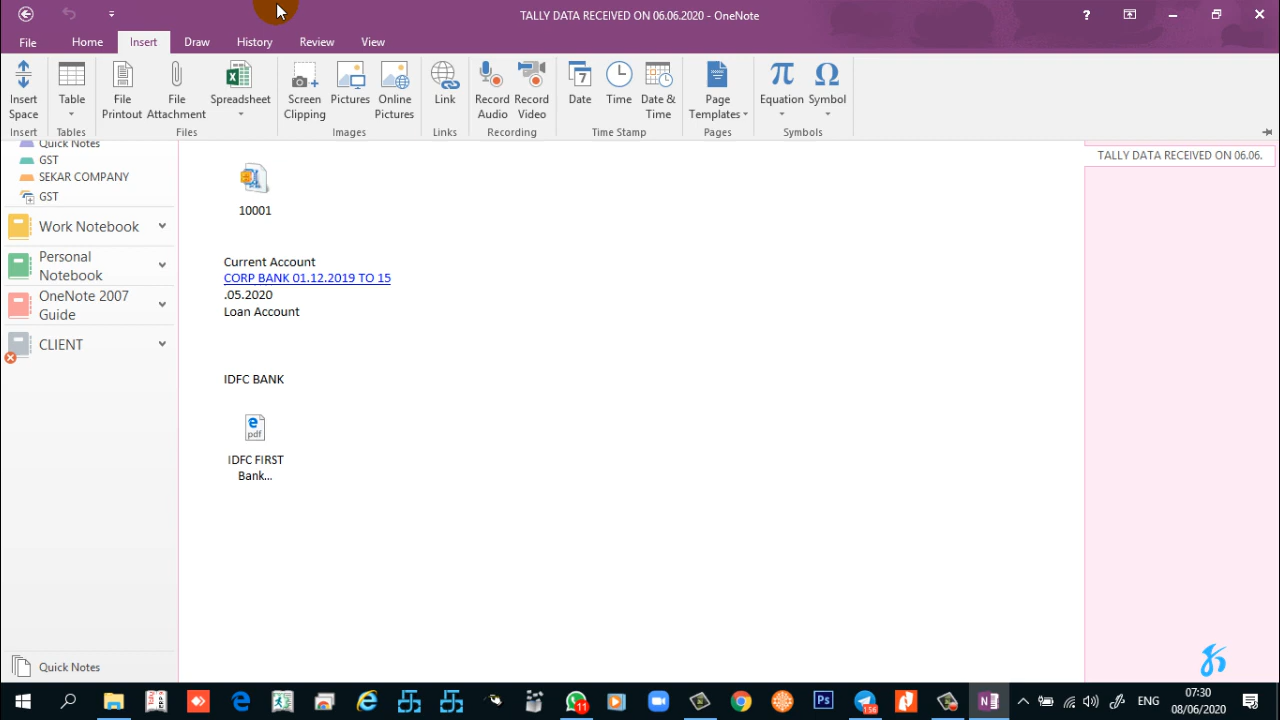 TALLY DATA RECEIVED ON 06.06.2020 - OneNote
?
File Home Insert Draw History Review View
Insert Space
Table
File Printout
File Attachment
Spreadsheet
Screen Clipping
Pictures
Online Pictures
Link
Record Audio
Record Video
7
Date
Time
Date & Time
Page Templates
π
Equation
Ω
Symbol
Insert Tables Files Images Links Recording Time Stamp Pages Symbols
Quick Notes
GST
SEKAR COMPANY
GST
Work Notebook
Personal
Notebook
OneNote 2007
Guide
CLIENT
Quick Notes
10001
Current Account
CORP BANK 01.12.2019 TO 15
.05.2020
Loan Account
IDFC BANK
pdf
IDFC FIRST
Bank...
TALLY DATA RECEIVED ON 06.06.
11
156
Ps
ENG
07:30
08/06/2020